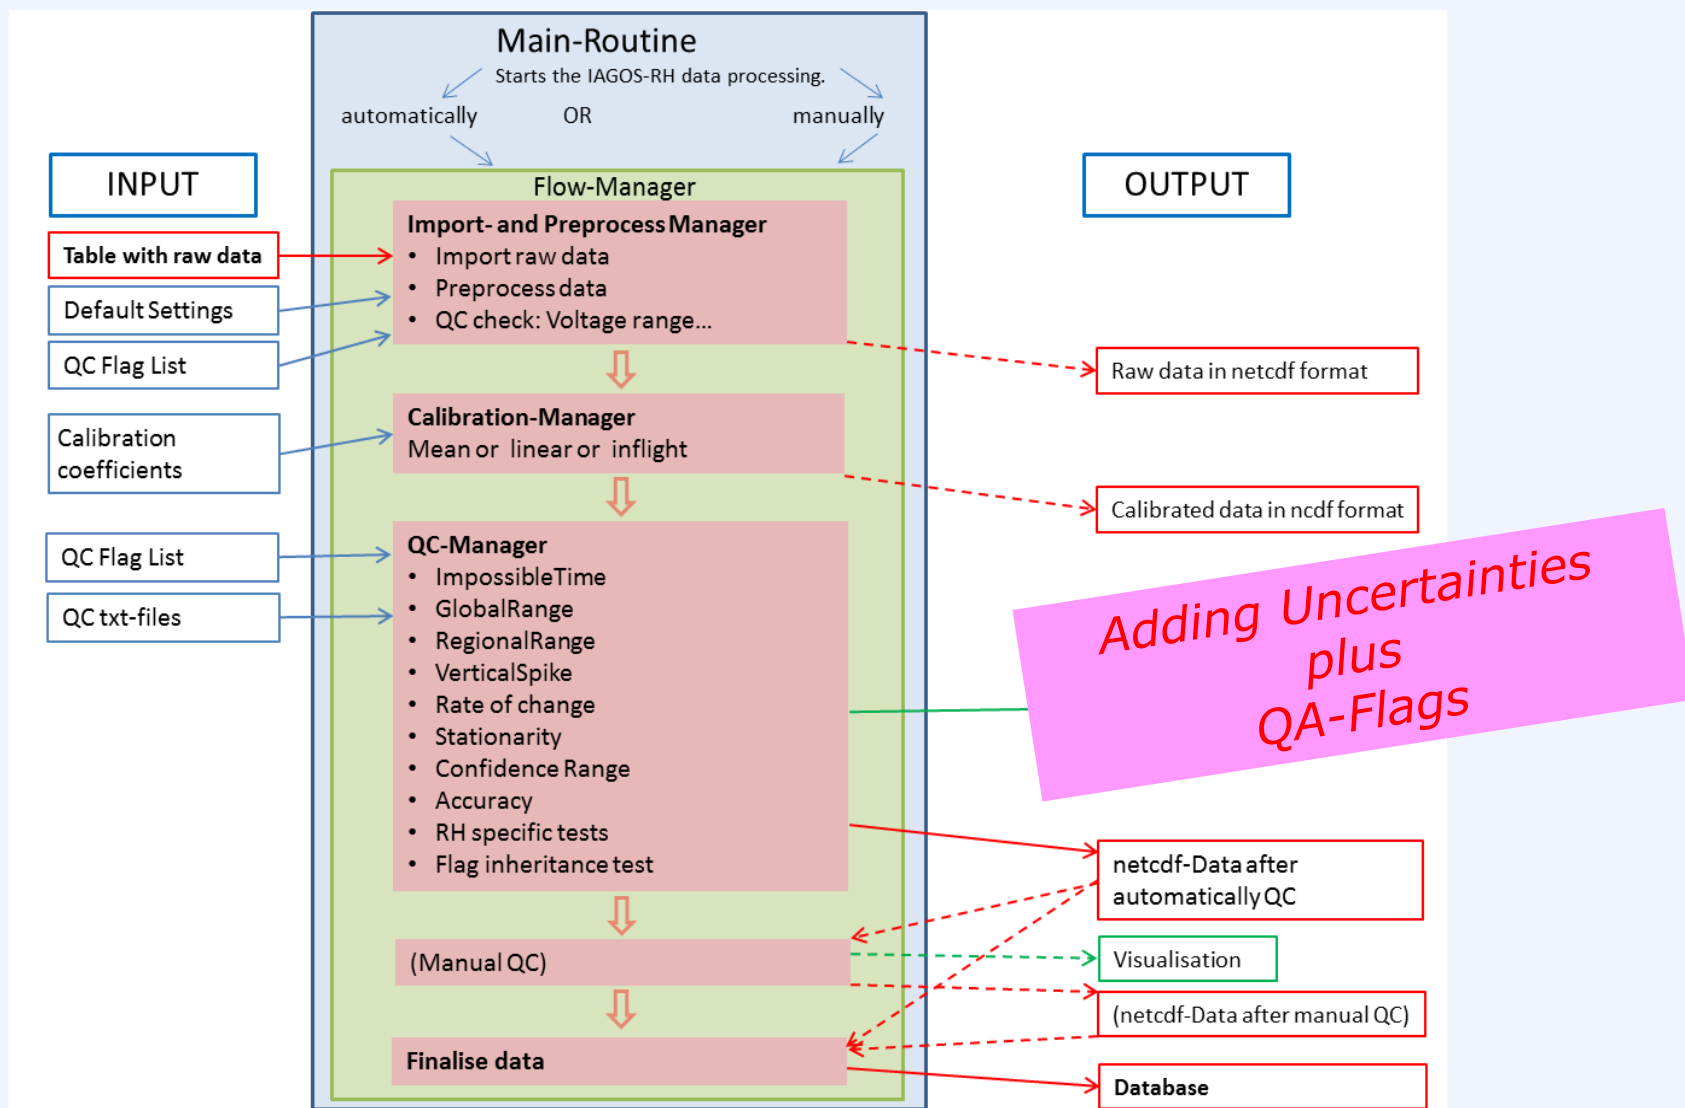 Main-Routine
Starts the IAGOS-RH data processing.
automatically OR manually
INPUT
Table with raw data
Default Settings
QC Flag List
Calibration
coefficients
QC Flag List
QC txt-files
Flow-Manager
Import- and Preprocess Manager
• Import raw data
• Preprocess data
• QC check: Voltage range...
Calibration-Manager
Mean or linear or inflight
QC-Manager
• ImpossibleTime
• GlobalRange
• RegionalRange
• VerticalSpike
• Rate of change
• Stationarity
• Confidence Range
• Accuracy
• RH specific tests
• Flag inheritance test
(Manual QC)
Finalise data
OUTPUT
Raw data in netcdf format
Calibrated data in ncdf format
Adding Uncertainties
plus
QA-Flags
netcdf-Data after
automatically QC
Visualisation
(netcdf-Data after manual QC)
Database